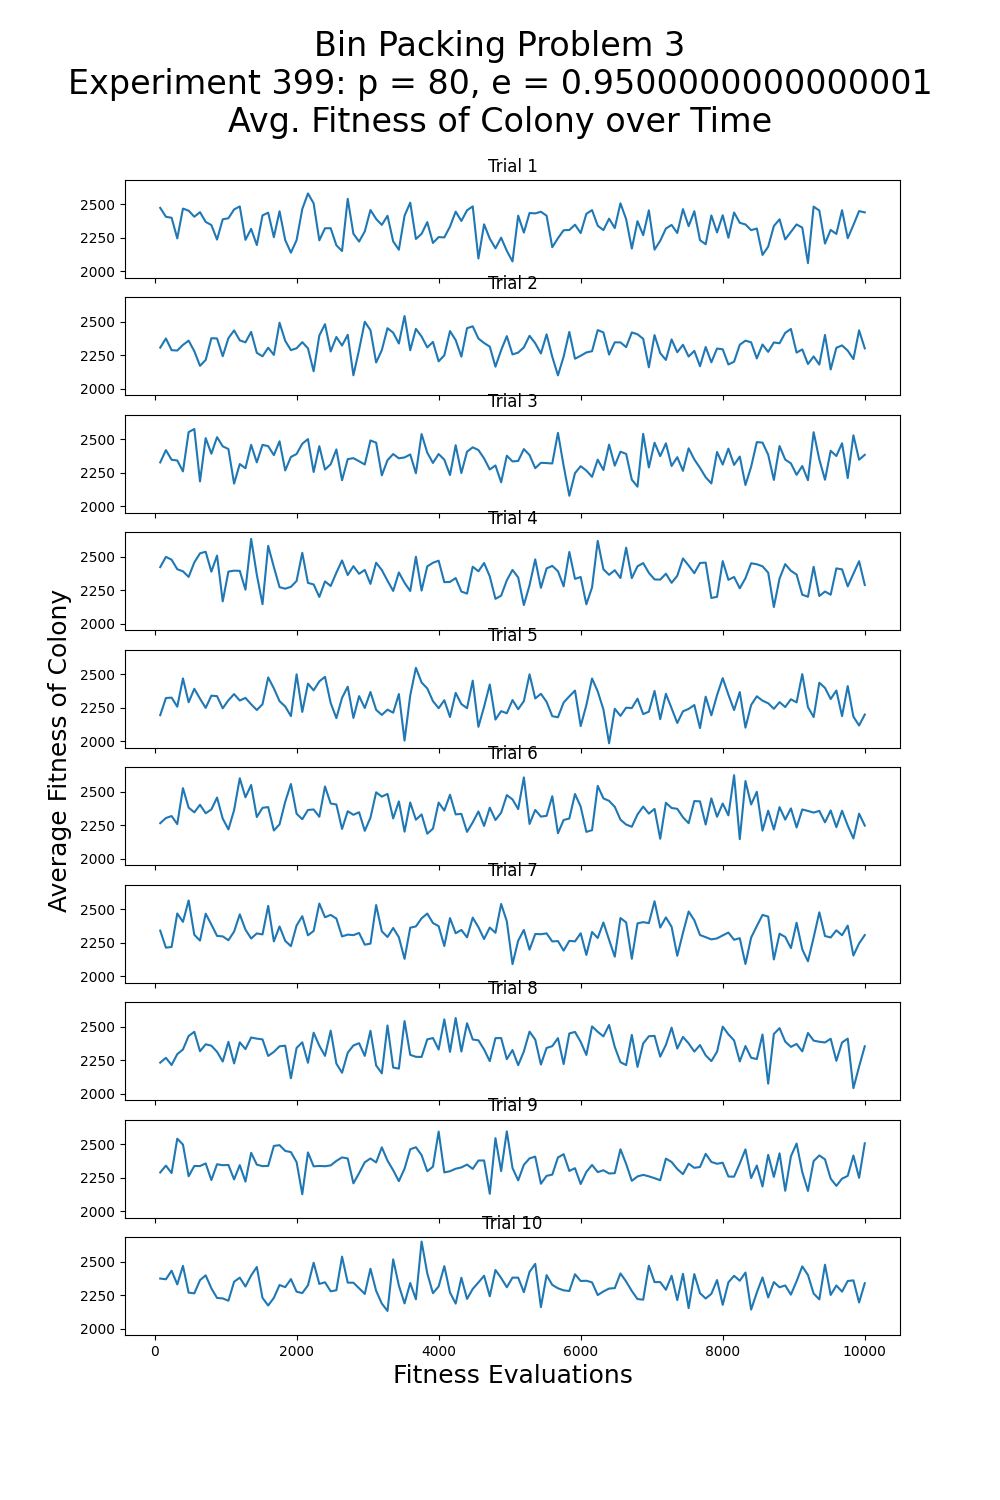 Bin Packing Problem 3
Experiment 399: p = 80, e = 0.9500000000000001
Avg. Fitness of Colony over Time
Trial 1
2500
2250
2000
Trial 2
2500
2250
2000
Trial 3
2500
2250
2000
Trial 4
2500
2250
2000
Trial 5
2500
2250
2000
Trial 6
2500
2250
2000
Trial 7
2500
2250
2000
Trial 8
2500
2250
2000
Trial 9
2500
2250
2000
Trial 10
2500
2250
2000
0 2000 4000 6000 8000 10000
Fitness Evaluations
Average Fitness of Colony